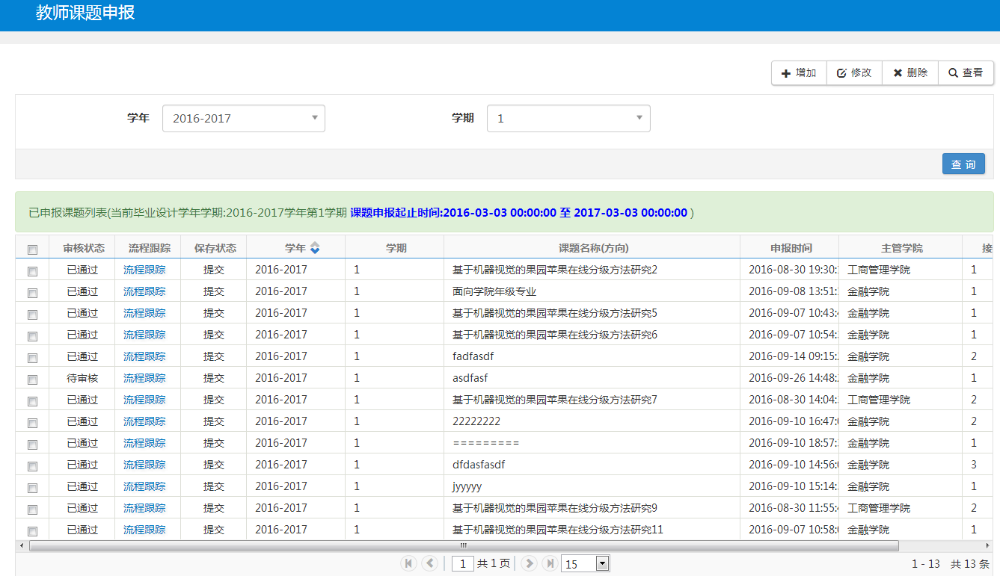 教师课题申报
增加 修改 删除 查看
学年 2016-2017 学期 1
查 询
已申报课题列表(当前毕业设计学年学期:2016-2017学年第1学期 课题申报起止时间:2016-03-03 00:00:00 至 2017-03-03 00:00:00 )
审核状态 流程跟踪 保存状态 学年 学期 课题名称(方向) 申报时间 主管学院 接
已通过 流程跟踪 提交 2016-2017 1 基于机器视觉的果园苹果在线分级方法研究2 2016-08-30 19:30: 工商管理学院 1
已通过 流程跟踪 提交 2016-2017 1 面向学院年级专业 2016-09-08 13:51: 金融学院 1
已通过 流程跟踪 提交 2016-2017 1 基于机器视觉的果园苹果在线分级方法研究5 2016-09-07 10:43: 金融学院 1
已通过 流程跟踪 提交 2016-2017 1 基于机器视觉的果园苹果在线分级方法研究6 2016-09-07 10:54: 金融学院 1
已通过 流程跟踪 提交 2016-2017 1 fadfasdf 2016-09-14 09:15: 金融学院 2
待审核 流程跟踪 提交 2016-2017 1 asdfasf 2016-09-26 14:48: 金融学院 1
已通过 流程跟踪 提交 2016-2017 1 基于机器视觉的果园苹果在线分级方法研究7 2016-08-30 14:04: 工商管理学院 2
已通过 流程跟踪 提交 2016-2017 1 22222222 2016-09-10 16:47: 金融学院 2
已通过 流程跟踪 提交 2016-2017 1 ========= 2016-09-10 18:57: 金融学院 1
已通过 流程跟踪 提交 2016-2017 1 dfdasfasdf 2016-09-10 14:56: 金融学院 3
已通过 流程跟踪 提交 2016-2017 1 jyyyyy 2016-09-10 15:14: 金融学院 1
已通过 流程跟踪 提交 2016-2017 1 基于机器视觉的果园苹果在线分级方法研究9 2016-08-30 11:55: 工商管理学院 2
已通过 流程跟踪 提交 2016-2017 1 基于机器视觉的果园苹果在线分级方法研究11 2016-09-07 10:58: 金融学院 1
1 共 1 页 15 1 - 13 共 13 条